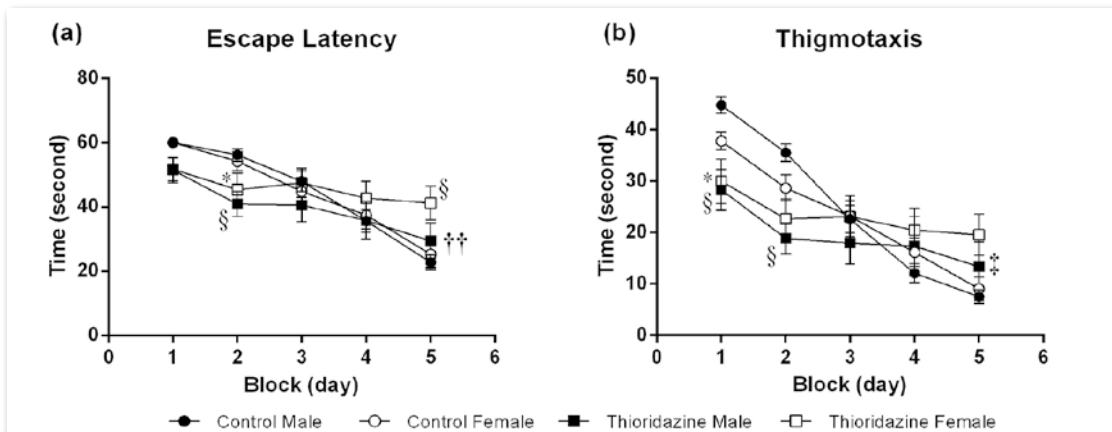 (a) Escape Latency
80
60
40
20
0
Time (second)
*
§
§
††
0 1 2 3 4 5 6
Block (day)
(b) Thigmotaxis
50
40
30
20
10
0
Time (second)
*
§
§
‡
0 1 2 3 4 5 6
Block (day)
Control Male Control Female Thioridazine Male Thioridazine Female